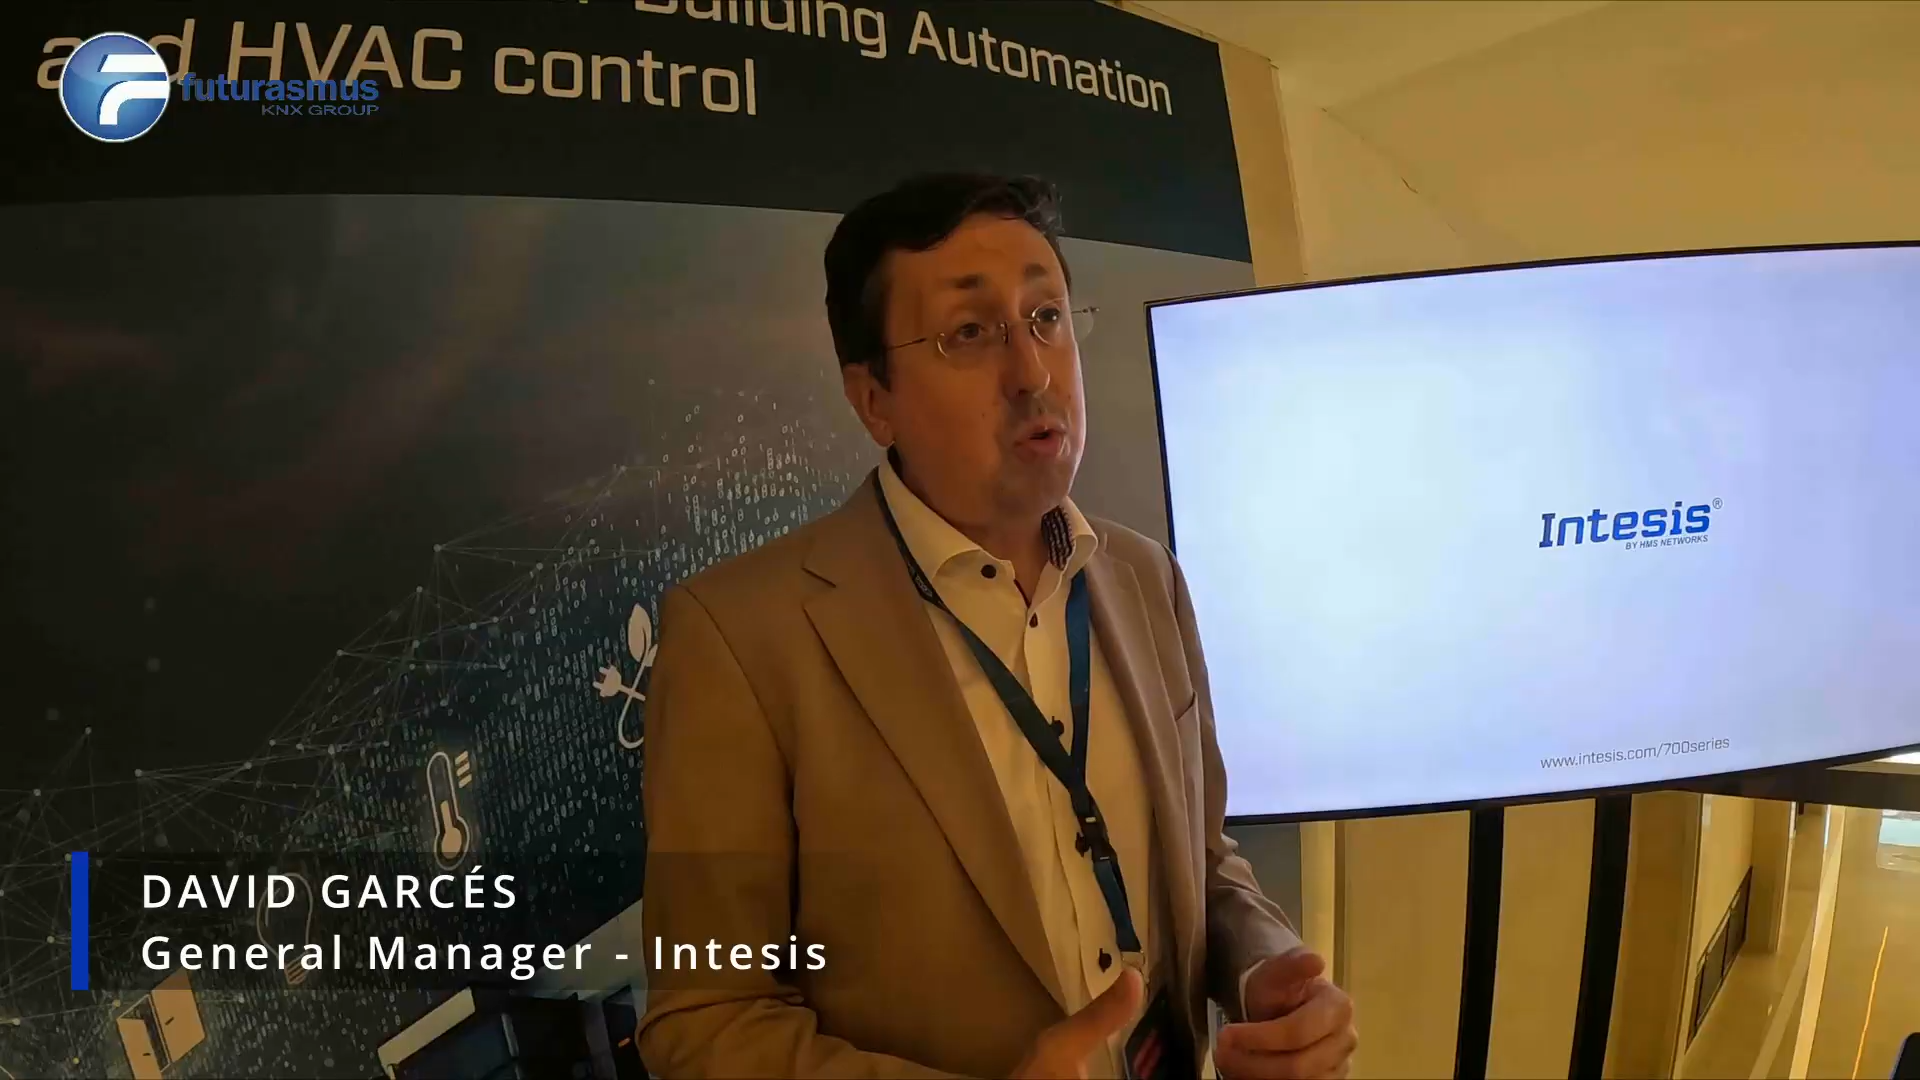 Building Automation
and HVAC control
futurasmus
KNX GROUP
Intesis®
BY HMS NETWORKS
www.intesis.com/700series
DAVID GARCÉS
General Manager - Intesis